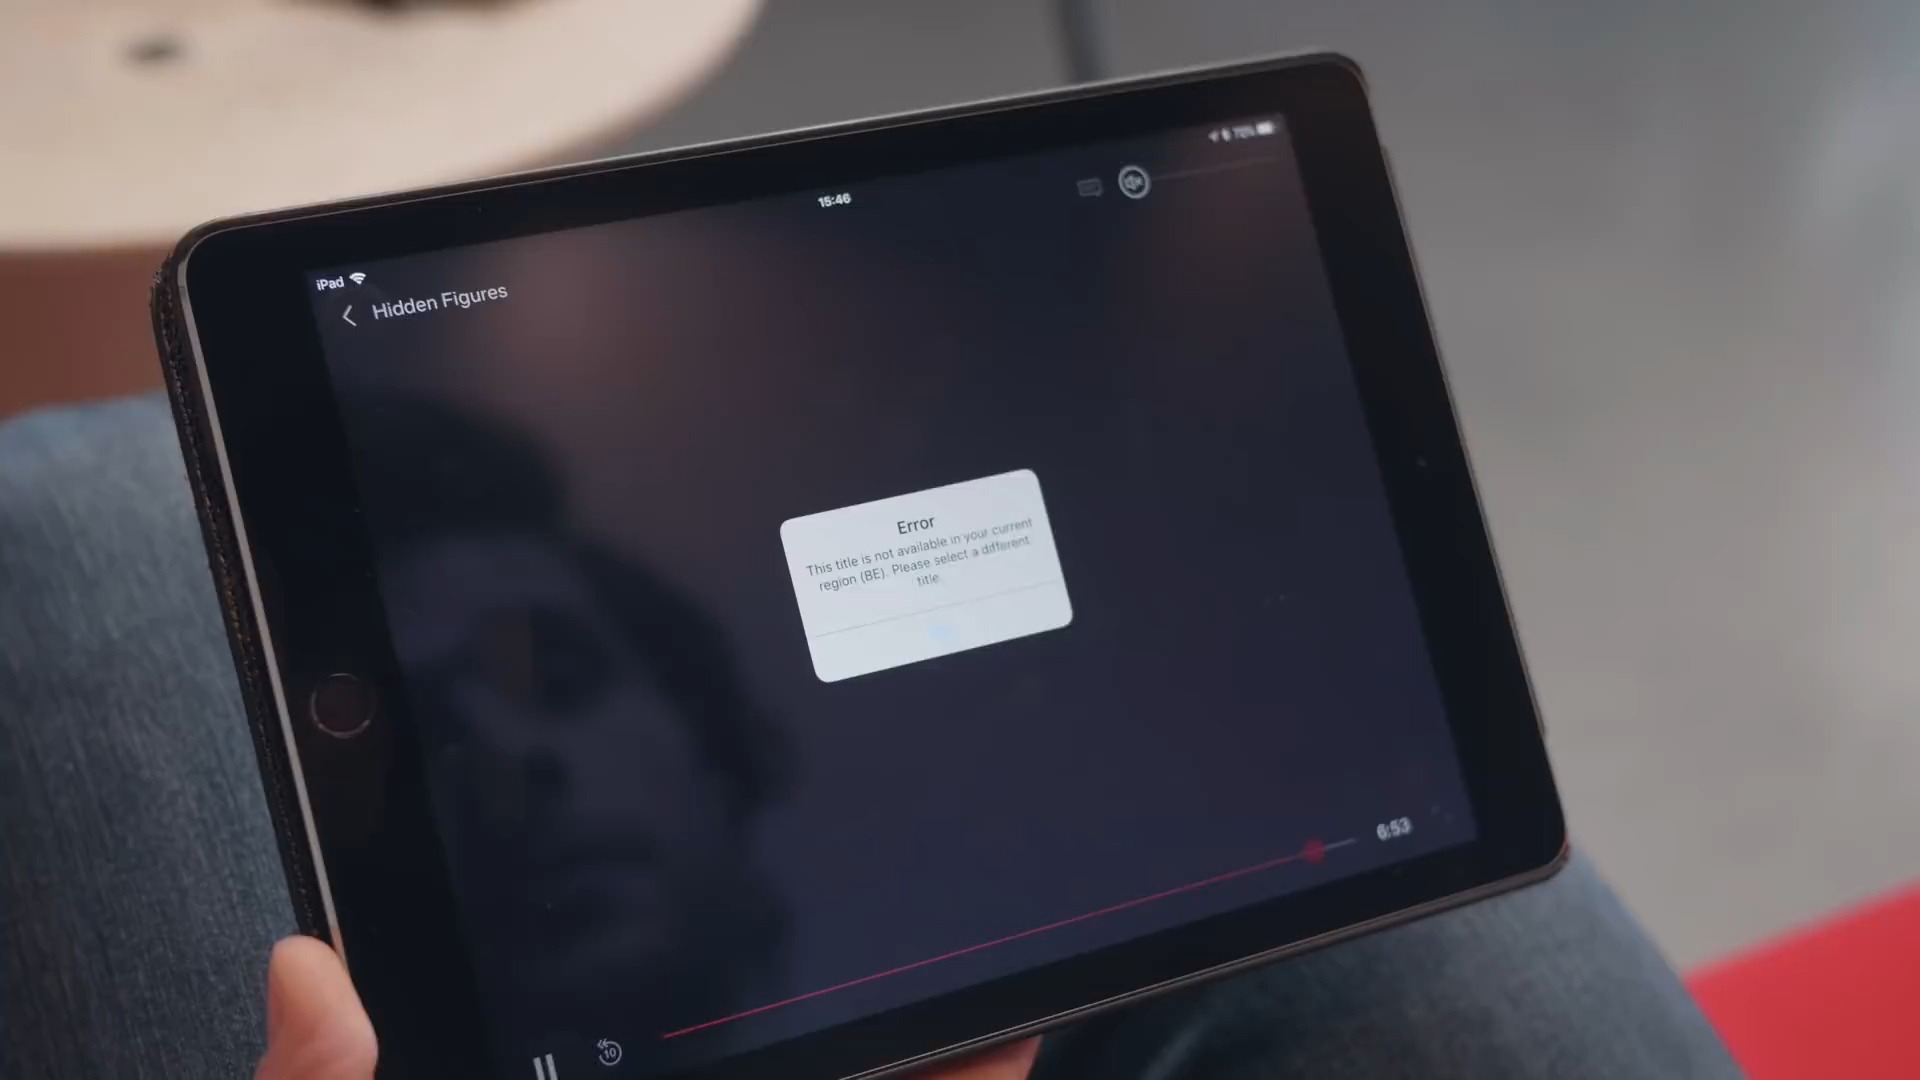 iPad
15:46
Hidden Figures
Error
This title is not available in your current
region (BE). Please select a different
title.
6:53
10